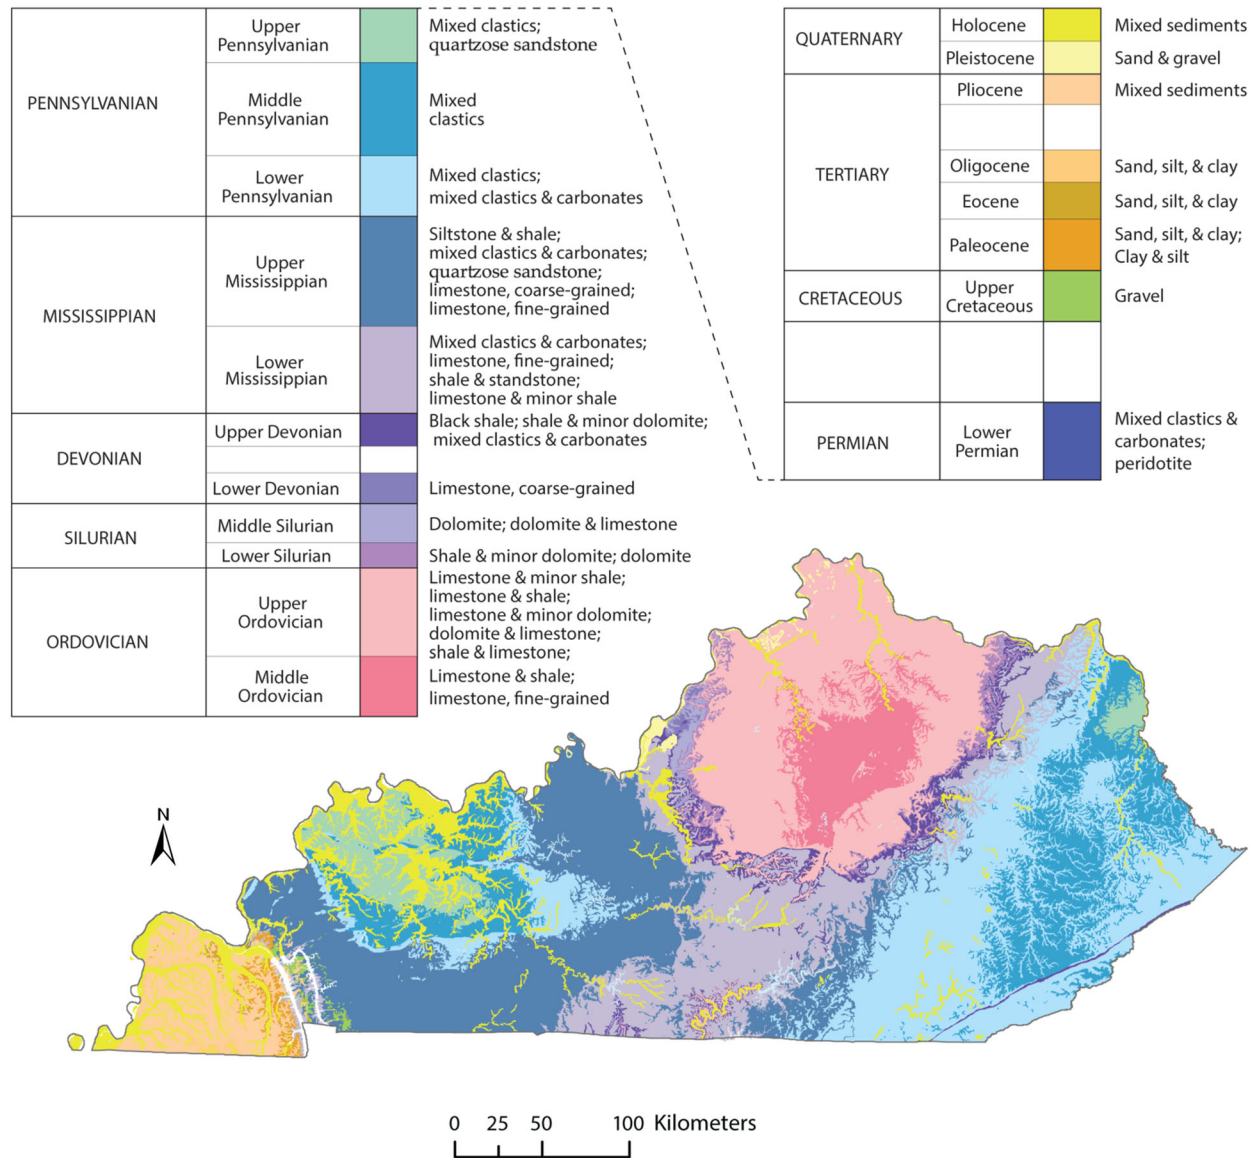 PENNSYLVANIAN
Upper
Pennsylvanian
Mixed clastics;
quartzose sandstone
Middle
Pennsylvanian
Mixed
clastics
Lower
Pennsylvanian
Mixed clastics;
mixed clastics & carbonates
MISSISSIPPIAN
Upper
Mississippian
Siltstone & shale;
mixed clastics & carbonates;
quartzose sandstone;
limestone, coarse-grained;
limestone, fine-grained
Lower
Mississippian
Mixed clastics & carbonates;
limestone, fine-grained;
shale & standstone;
limestone & minor shale
DEVONIAN
Upper Devonian
Black shale; shale & minor dolomite;
mixed clastics & carbonates
Lower Devonian
Limestone, coarse-grained
SILURIAN
Middle Silurian
Dolomite; dolomite & limestone
Lower Silurian
Shale & minor dolomite; dolomite
ORDOVICIAN
Upper
Ordovician
Limestone & minor shale;
limestone & shale;
limestone & minor dolomite;
dolomite & limestone;
shale & limestone;
Middle
Ordovician
Limestone & shale;
limestone, fine-grained
QUATERNARY
Holocene
Mixed sediments
Pleistocene
Sand & gravel
TERTIARY
Pliocene
Mixed sediments
Oligocene
Sand, silt, & clay
Eocene
Sand, silt, & clay
Paleocene
Sand, silt, & clay;
Clay & silt
CRETACEOUS
Upper
Cretaceous
Gravel
PERMIAN
Lower
Permian
Mixed clastics &
carbonates;
peridotite
N
0 25 50 100 Kilometers